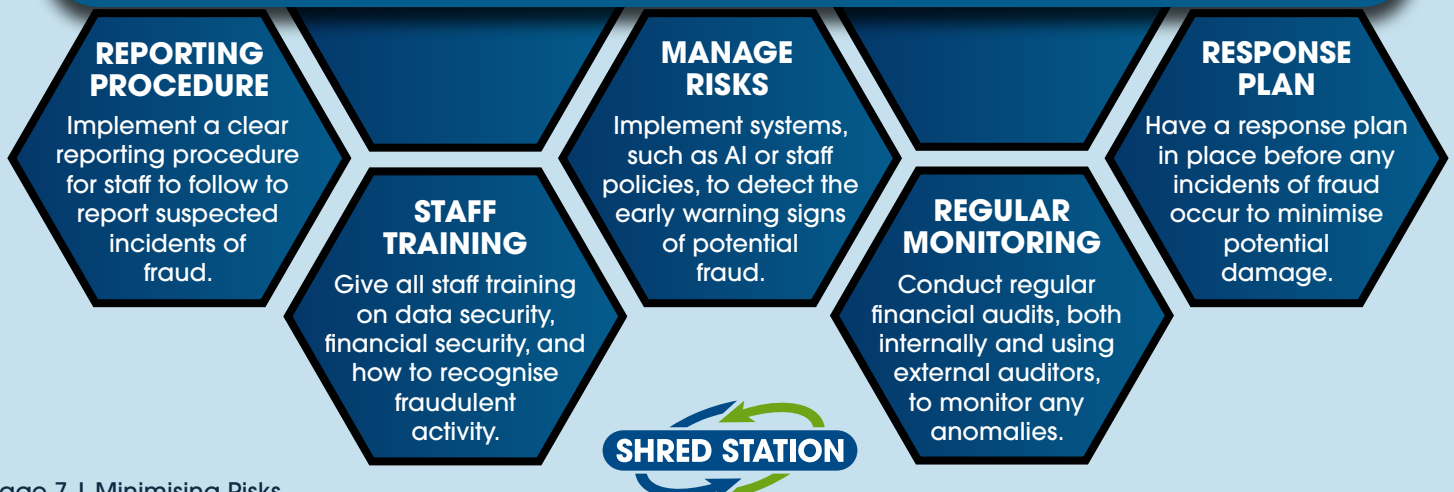 REPORTING
PROCEDURE
Implement a clear
reporting procedure
for staff to follow to
report suspected
incidents of
fraud.
STAFF
TRAINING
Give all staff training
on data security,
financial security, and
how to recognise
fraudulent
activity.
MANAGE
RISKS
Implement systems,
such as AI or staff
policies, to detect the
early warning signs
of potential
fraud.
REGULAR
MONITORING
Conduct regular
financial audits, both
internally and using
external auditors,
to monitor any
anomalies.
RESPONSE
PLAN
Have a response plan
in place before any
incidents of fraud
occur to minimise
potential
damage.
SHRED STATION
age 7 | Minimising Risks